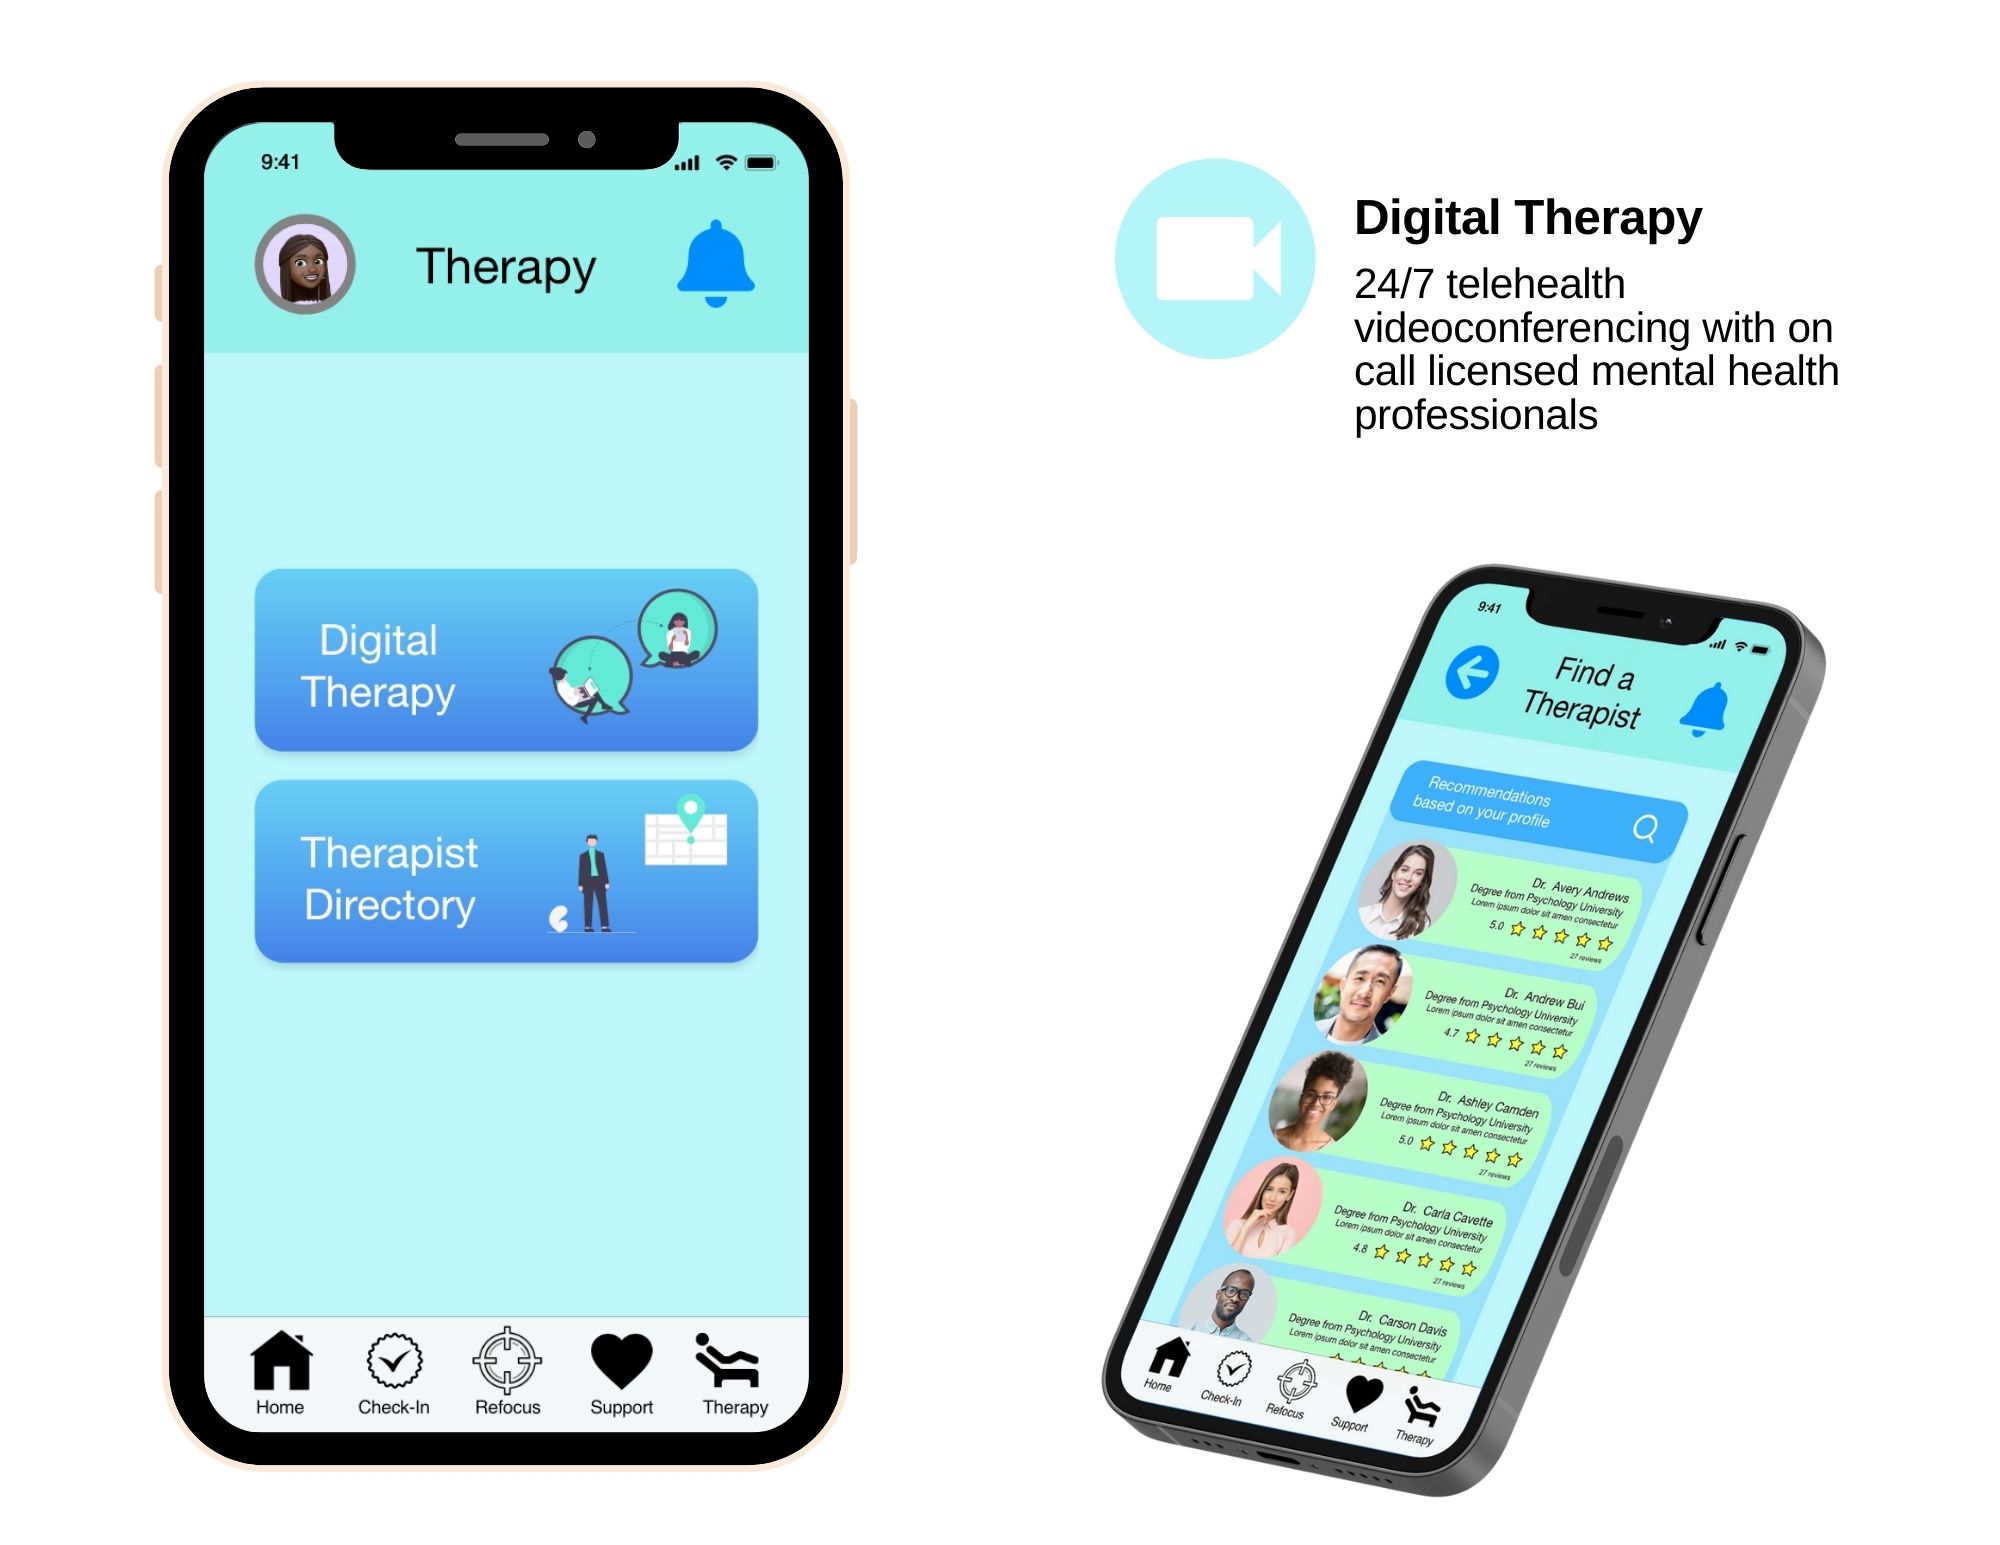 9:41
Therapy
Digital
Therapy
Therapist
Directory
Home
Check-In
Refocus
Support
Therapy
Digital Therapy
24/7 telehealth
videoconferencing with on
call licensed mental health
professionals
9:41
Find a
Therapist
Recommendations
based on your profile
Dr. Avery Andrews
Degree from Psychology University
Lorem ipsum dolor sit amen consectetur
5.0
27 reviews
Dr. Andrew Bui
Degree from Psychology University
Lorem ipsum dolor sit amen consectetur
4.7
27 reviews
Dr. Ashley Camden
Degree from Psychology University
Lorem ipsum dolor sit amen consectetur
5.0
27 reviews
Dr. Carla Cavette
Degree from Psychology University
Lorem ipsum dolor sit amen consectetur
4.8
27 reviews
Dr. Carson Davis
Degree from Psychology University
Lorem ipsum dolor sit amen consectetur
Home
Check-In
Refocus
Support
Therapy